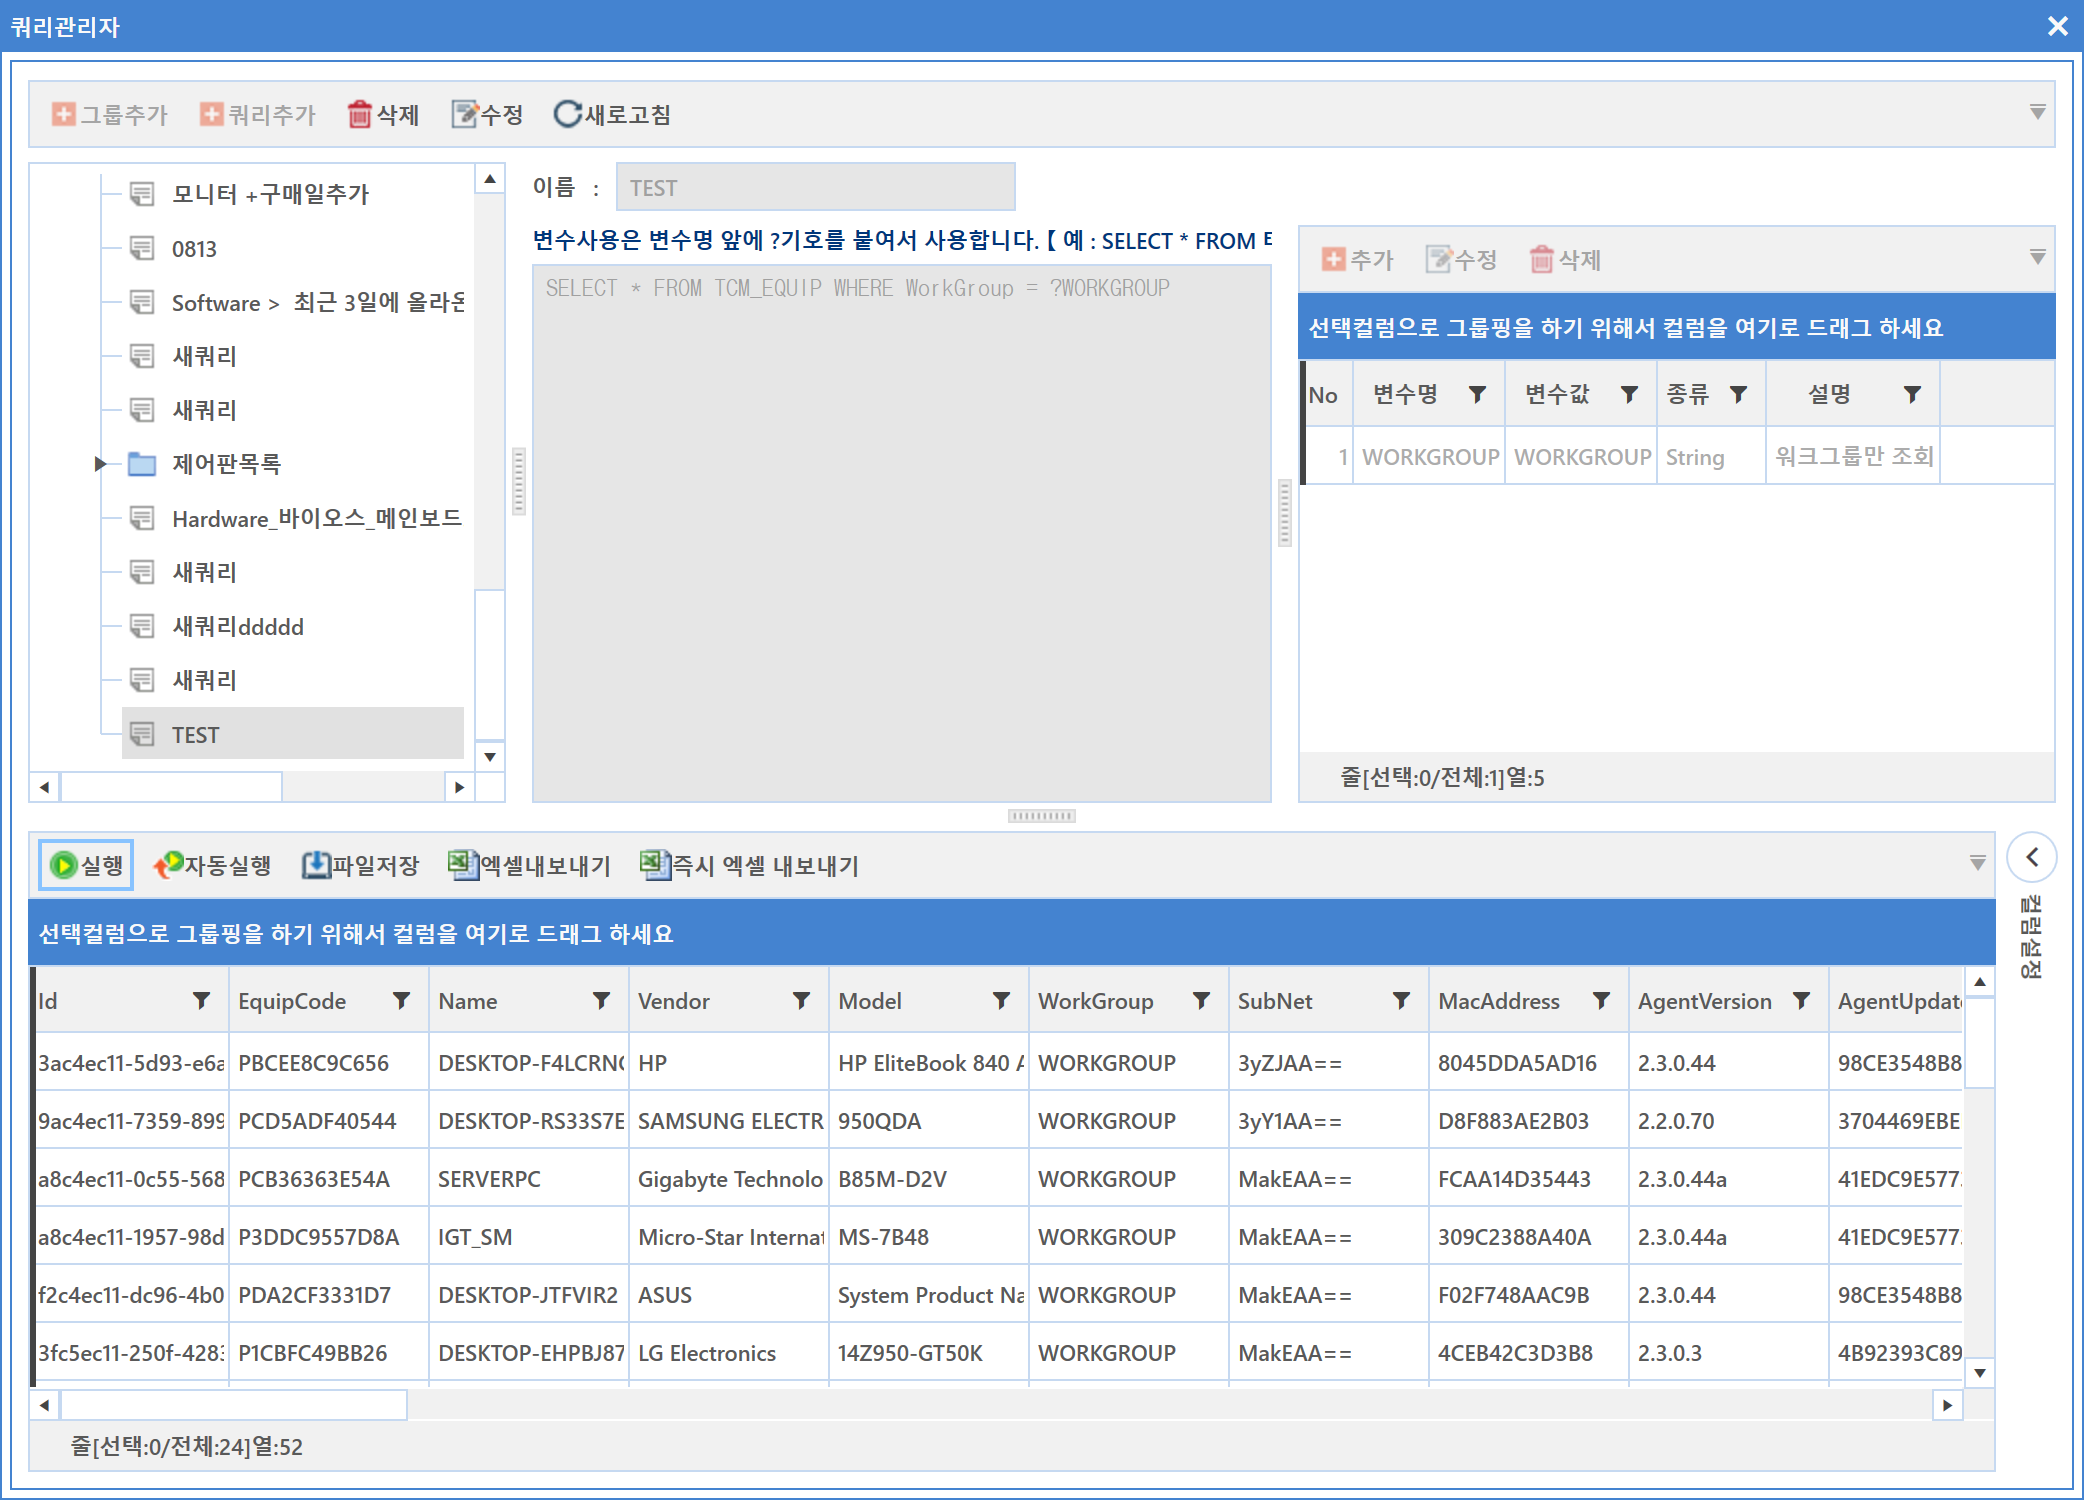 쿼리관리자
그룹추가 쿼리추가 삭제 수정 새로고침
모니터 +구매일추가
0813
Software > 최근 3일에 올라온
새쿼리
새쿼리
제어판목록
Hardware_바이오스_메인보드
새쿼리
새쿼리ddddd
새쿼리
TEST
이름 : TEST
변수사용은 변수명 앞에 ?기호를 붙여서 사용합니다.【 예 : SELECT * FROM
SELECT * FROM TCM_EQUIP WHERE WorkGroup = ?WORKGROUP
추가 수정 삭제
선택컬럼으로 그룹핑을 하기 위해서 컬럼을 여기로 드래그 하세요
No 변수명 변수값 종류 설명
1 WORKGROUP WORKGROUP String 워크그룹만 조회
줄[선택:0/전체:1]열:5
실행 자동실행 파일저장 엑셀내보내기 즉시 엑셀 내보내기
컬럼설정
선택컬럼으로 그룹핑을 하기 위해서 컬럼을 여기로 드래그 하세요
Id EquipCode Name Vendor Model WorkGroup SubNet MacAddress AgentVersion AgentUpdat
3ac4ec11-5d93-e6a PBCEE8C9C656 DESKTOP-F4LCRN HP HP EliteBook 840 WORKGROUP 3yZJAA== 8045DDA5AD16 2.3.0.44 98CE3548B8
9ac4ec11-7359-899 PCD5ADF40544 DESKTOP-RS33S7E SAMSUNG ELECTR 950QDA WORKGROUP 3yY1AA== D8F883AE2B03 2.2.0.70 3704469EBE
a8c4ec11-0c55-568 PCB36363E54A SERVERPC Gigabyte Technolo B85M-D2V WORKGROUP MakEAA== FCAA14D35443 2.3.0.44a 41EDC9E577
a8c4ec11-1957-98d P3DDC9557D8A IGT_SM Micro-Star Internat MS-7B48 WORKGROUP MakEAA== 309C2388A40A 2.3.0.44a 41EDC9E577
f2c4ec11-dc96-4b0 PDA2CF3331D7 DESKTOP-JTFVIR2 ASUS System Product Na WORKGROUP MakEAA== F02F748AAC9B 2.3.0.44 98CE3548B8
3fc5ec11-250f-428 P1CBFC49BB26 DESKTOP-EHPBJ87 LG Electronics 14Z950-GT50K WORKGROUP MakEAA== 4CEB42C3D3B8 2.3.0.3 4B92393C89
줄[선택:0/전체:24]열:52